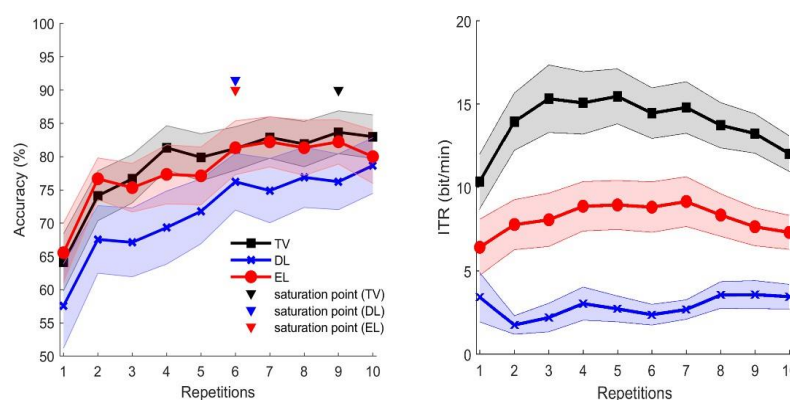 100
95
90
85
80
75
70
65
60
55
50
Accuracy (%)
1 2 3 4 5 6 7 8 9 10
Repetitions
TV
DL
EL
saturation point (TV)
saturation point (DL)
saturation point (EL)
20
15
10
5
0
ITR (bit/min)
1 2 3 4 5 6 7 8 9 10
Repetitions